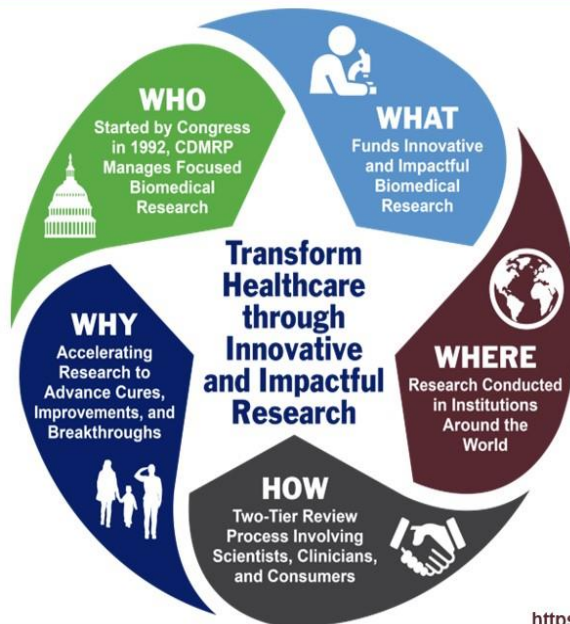 WHO
Started by Congress
in 1992, CDMRP
Manages Focused
Biomedical
Research
WHAT
Funds Innovative
and Impactful
Biomedical
Research
WHERE
Research Conducted
in Institutions
Around the
World
HOW
Two-Tier Review
Process Involving
Scientists, Clinicians,
and Consumers
WHY
Accelerating
Research to
Advance Cures,
Improvements, and
Breakthroughs
Transform
Healthcare
through
Innovative
and Impactful
Research
https